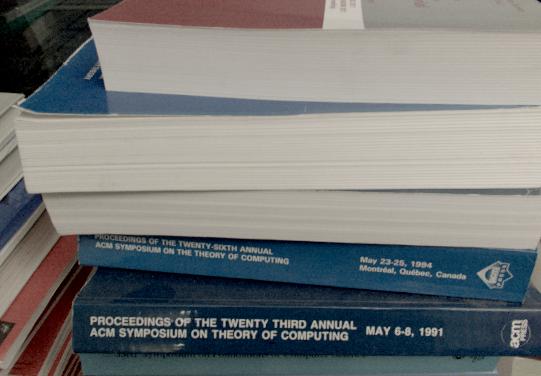 PROCEEDINGS OF THE TWENTY-SIXTH ANNUAL
ACM SYMPOSIUM ON THE THEORY OF COMPUTING
May 23-25, 1994
Montréal, Québec, Canada
PROCEEDINGS OF THE TWENTY THIRD ANNUAL
ACM SYMPOSIUM ON THEORY OF COMPUTING
MAY 6-8, 1991
acm
PRESS